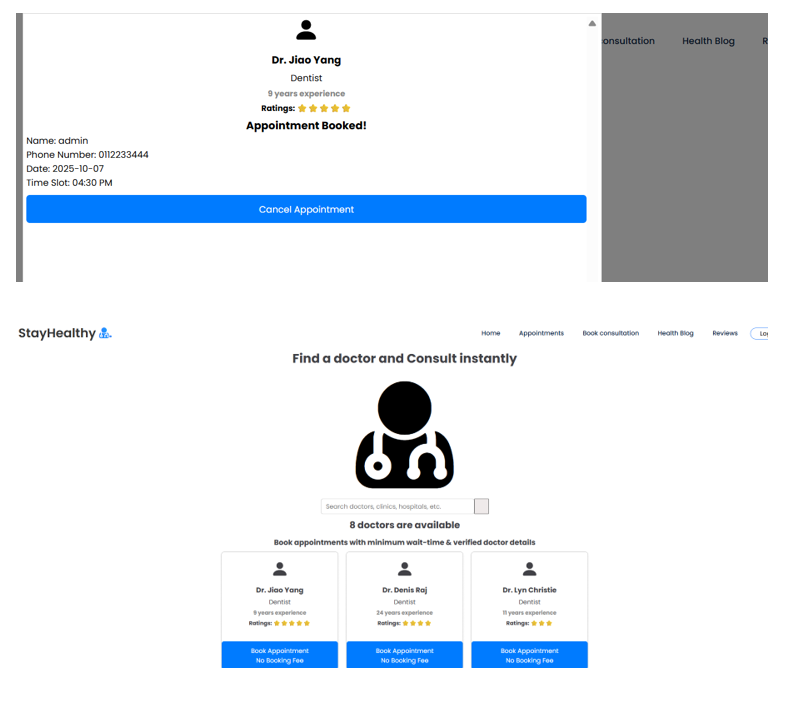 onsultation Health Blog R
Dr. Jiao Yang
Dentist
9 years experience
Ratings:
Appointment Booked!
Name: admin
Phone Number: 0112233444
Date: 2025-10-07
Time Slot: 04:30 PM
Cancel Appointment
StayHealthy
Home Appointments Book consultation Health Blog Reviews Lo
Find a doctor and Consult instantly
Search doctors, clinics, hospitals, etc.
8 doctors are available
Book appointments with minimum wait-time & verified doctor details
Dr. Jiao Yang Dr. Denis Raj Dr. Lyn Christie
Dentist Dentist Dentist
9 years experience 24 years experience 11 years experience
Ratings: Ratings: Ratings:
Book Appointment Book Appointment Book Appointment
No Booking Fee No Booking Fee No Booking Fee